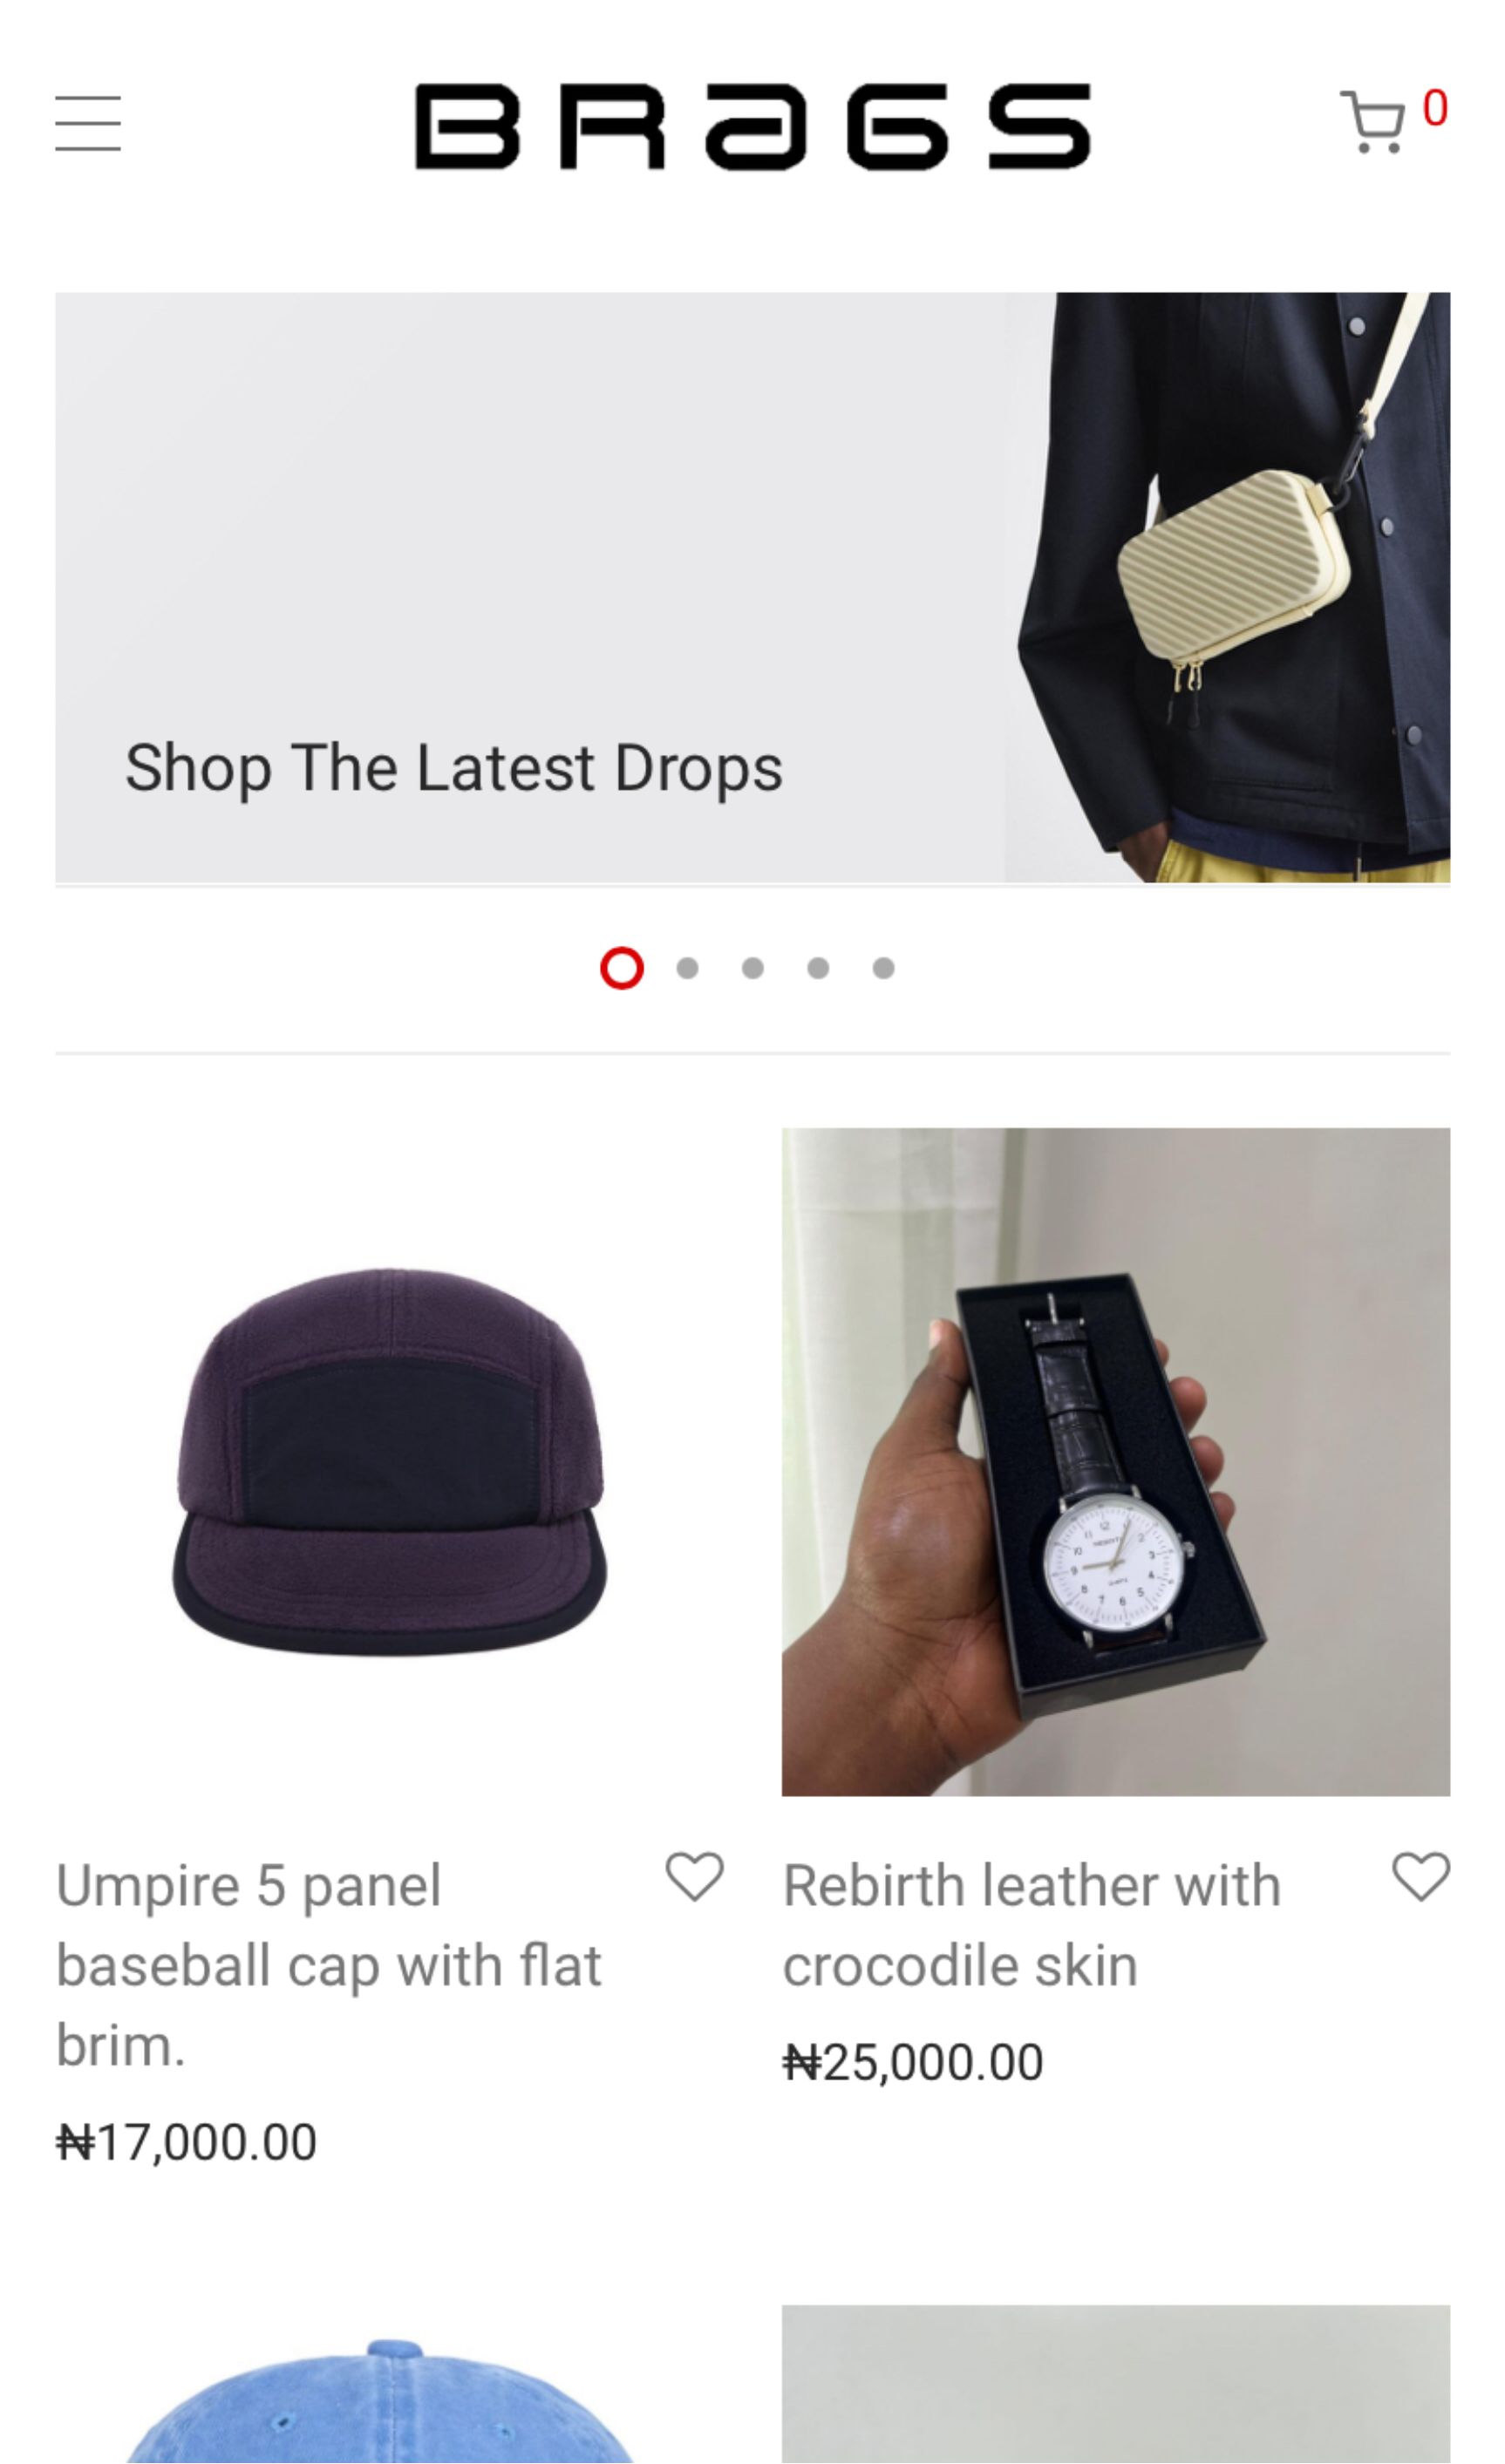 BRAGS
0
Shop The Latest Drops
Umpire 5 panel
baseball cap with flat
brim.
₦17,000.00
Rebirth leather with
crocodile skin
₦25,000.00